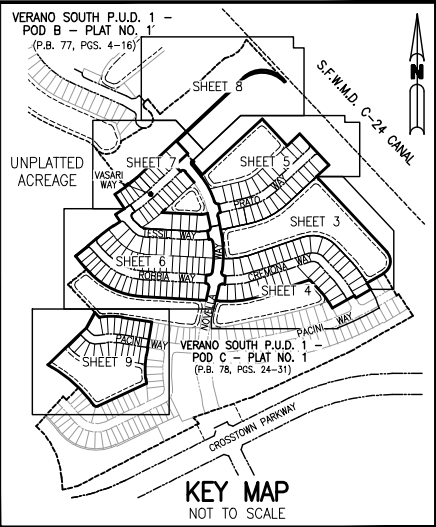 VERANO SOUTH P.U.D. 1 –
POD B – PLAT NO. 1
(P.B. 77, PGS. 4–16)
SHEET 8
N
S.F.W.M.D. C–24 CANAL
UNPLATTED
ACREAGE
SHEET 7
VASARI
WAY
SHEET 5
PRATO WAY
SHEET 3
TESSILI WAY
WAY
SHEET 6
ROBBIA WAY
CREMONA WAY
SHEET 4
NOVELLA
PACINI WAY
PACINI WAY
SHEET 9
VERANO SOUTH P.U.D. 1 –
POD C – PLAT NO. 1
(P.B. 78, PGS. 24–31)
CROSSTOWN PARKWAY
KEY MAP
NOT TO SCALE